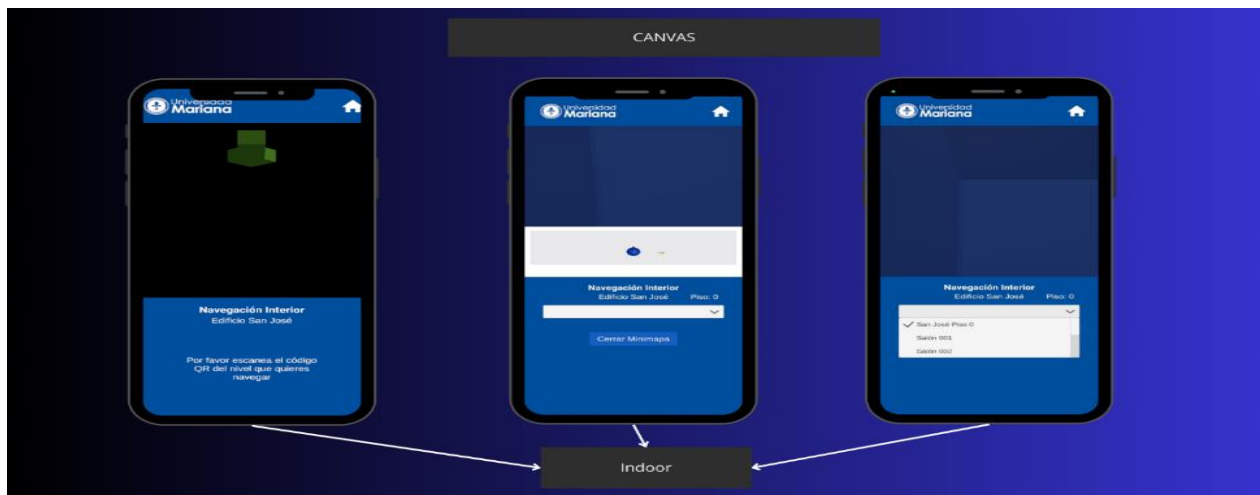 CANVAS
Universidad
Mariana
Navegación Interior
Edificio San José
Por favor escanea el código
QR del nivel que quieres
navegar
Universidad
Mariana
Navegación Interior
Edificio San José Piso: 0
Cerrar Minimapa
Universidad
Mariana
Navegación Interior
Edificio San José Piso: 0
San José Piso 0
Salón 001
Salón 002
Indoor